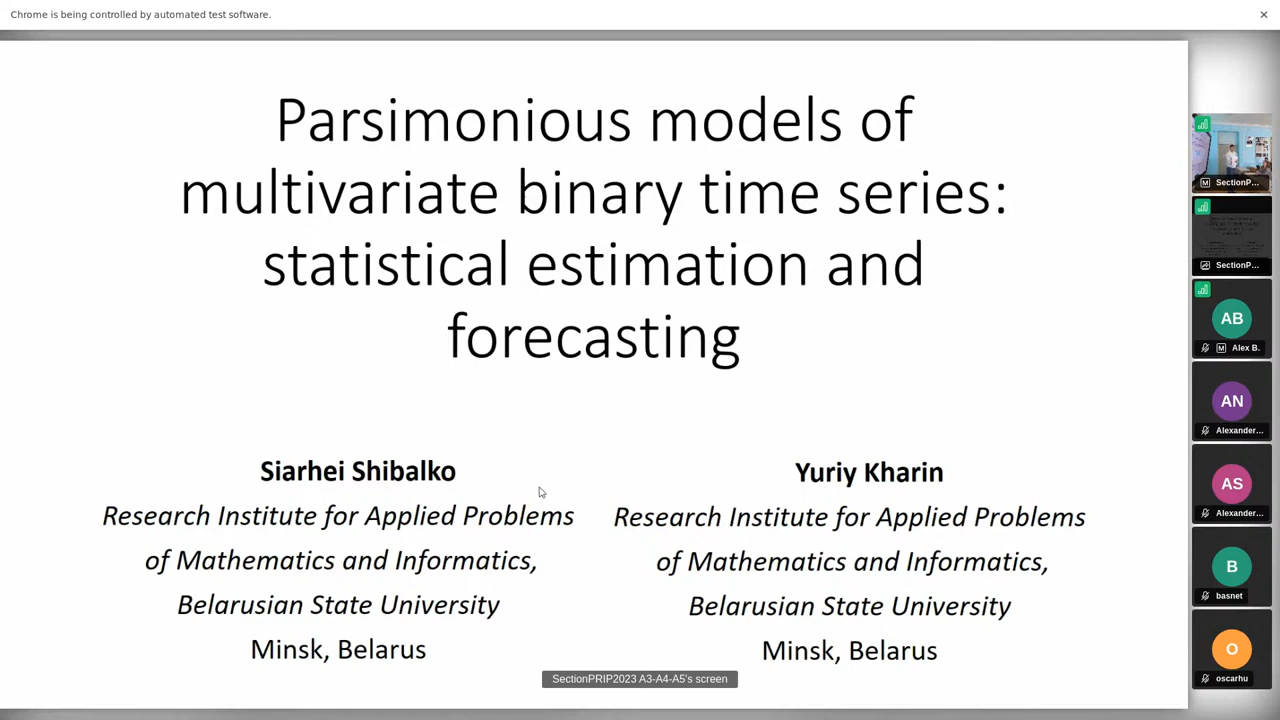 Chrome is being controlled by automated test software.
Parsimonious models of
multivariate binary time series:
statistical estimation and
forecasting
Siarhei Shibalko
Research Institute for Applied Problems
of Mathematics and Informatics,
Belarusian State University
Minsk, Belarus
Yuriy Kharin
Research Institute for Applied Problems
of Mathematics and Informatics,
Belarusian State University
Minsk, Belarus
SectionPRIP2023 A3-A4-A5's screen
M SectionP...
SectionP...
AB
M Alex B.
AN
Alexander...
AS
Alexander...
B
basnet
O
oscarhu